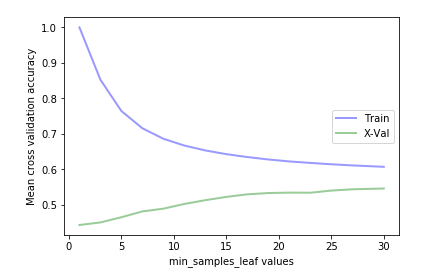 1.0
0.9
0.8
0.7
0.6
0.5
Mean cross validation accuracy
Train
X-Val
0 5 10 15 20 25 30
min_samples_leaf values